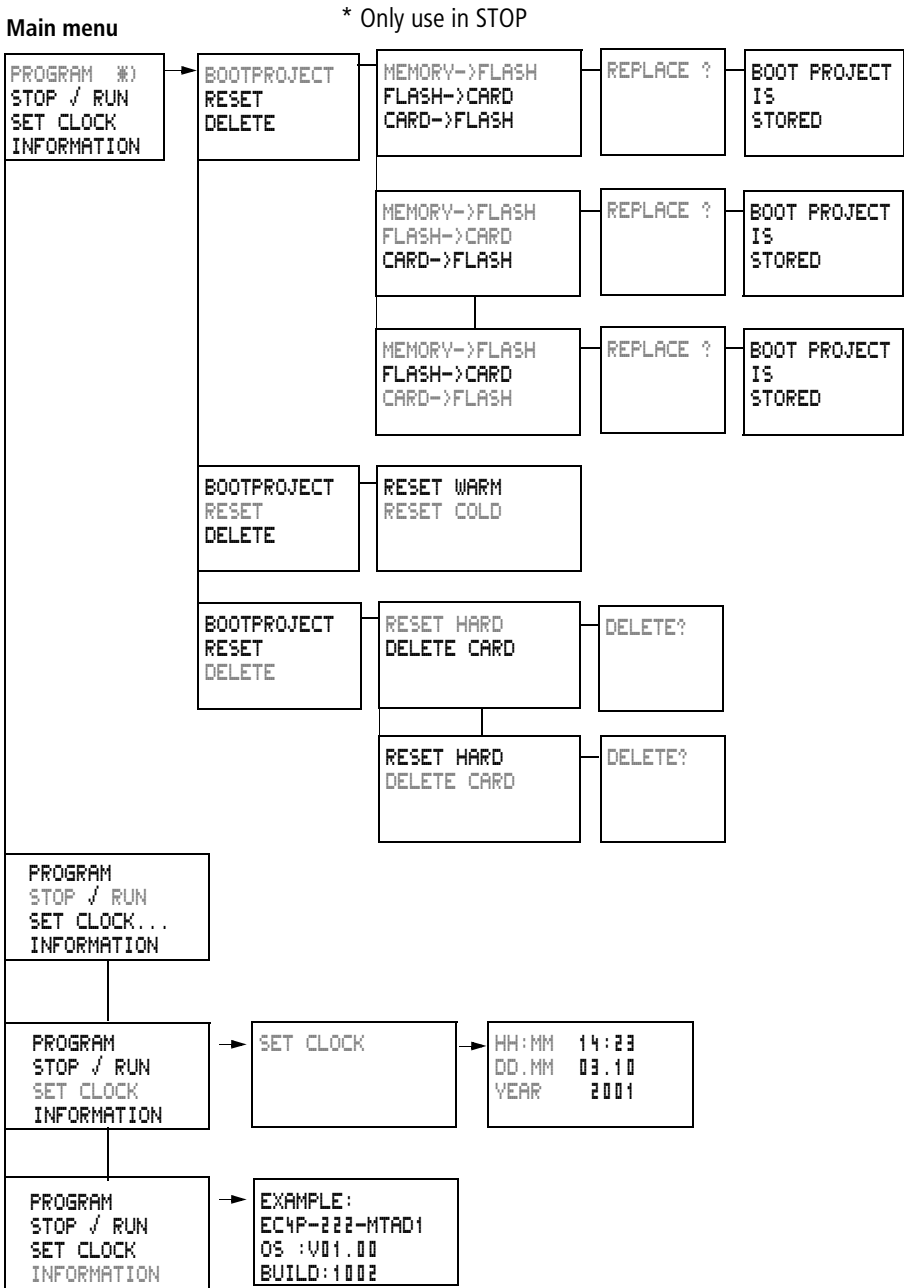 Main menu
* Only use in STOP
PROGRAM *)
STOP / RUN
SET CLOCK
INFORMATION
BOOTPROJECT
RESET
DELETE
MEMORY->FLASH
FLASH->CARD
CARD->FLASH
REPLACE ?
BOOT PROJECT
IS
STORED
MEMORY->FLASH
FLASH->CARD
CARD->FLASH
REPLACE ?
BOOT PROJECT
IS
STORED
MEMORY->FLASH
FLASH->CARD
CARD->FLASH
REPLACE ?
BOOT PROJECT
IS
STORED
BOOTPROJECT
RESET
DELETE
RESET WARM
RESET COLD
BOOTPROJECT
RESET
DELETE
RESET HARD
DELETE CARD
DELETE?
RESET HARD
DELETE CARD
DELETE?
PROGRAM
STOP / RUN
SET CLOCK...
INFORMATION
PROGRAM
STOP / RUN
SET CLOCK
INFORMATION
SET CLOCK
HH:MM 14:23
DD.MM 03.10
YEAR 2001
PROGRAM
STOP / RUN
SET CLOCK
INFORMATION
EXAMPLE:
EC4P-222-MTAD1
OS :V01.00
BUILD:1002